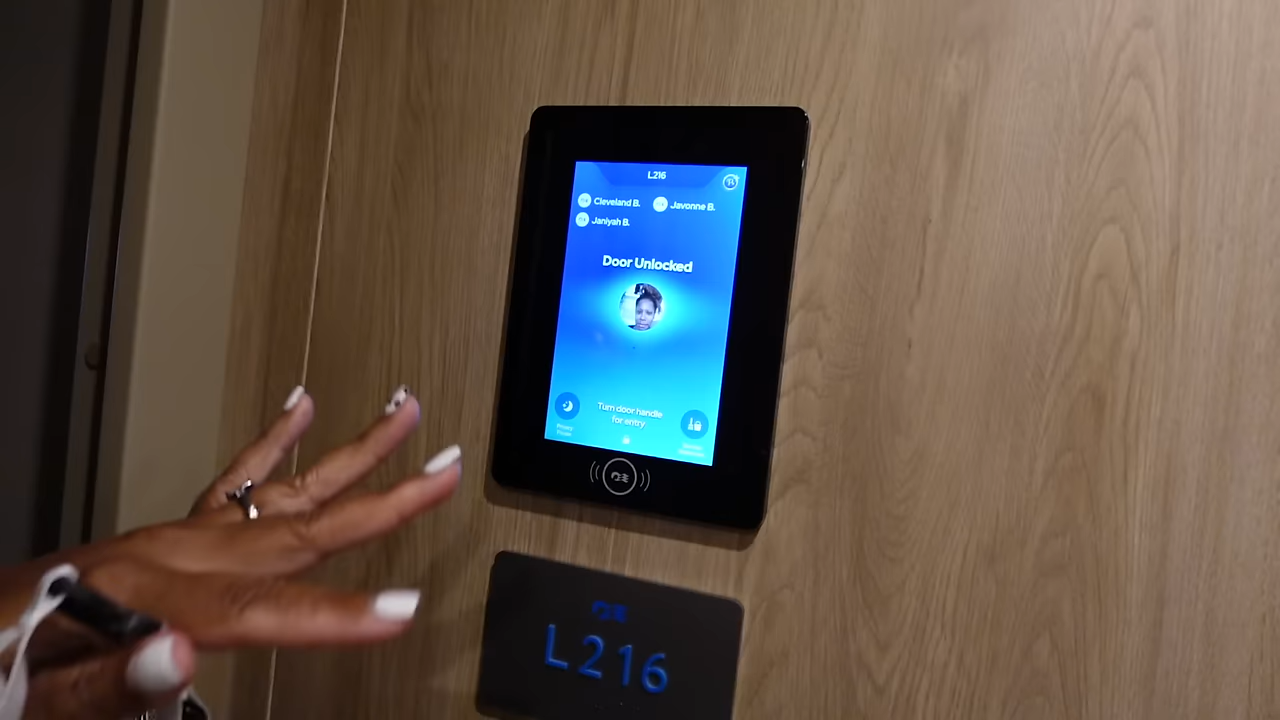 L216
Cleveland B. Javonne B.
Janiyah B.
Door Unlocked
Turn door handle
for entry
L216